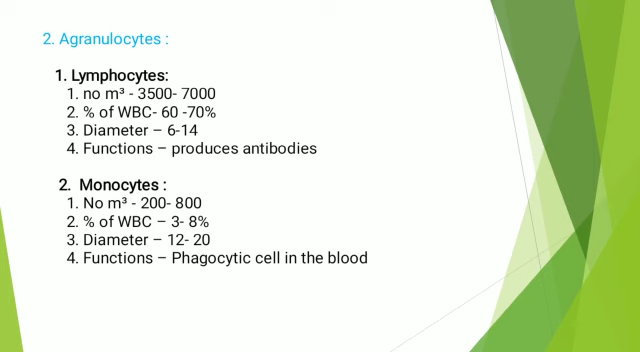 2. Agranulocytes :
1. Lymphocytes:
1. no m³ - 3500- 7000
2. % of WBC- 60 -70%
3. Diameter – 6-14
4. Functions – produces antibodies
2. Monocytes :
1. No m³ - 200- 800
2. % of WBC – 3- 8%
3. Diameter – 12- 20
4. Functions – Phagocytic cell in the blood